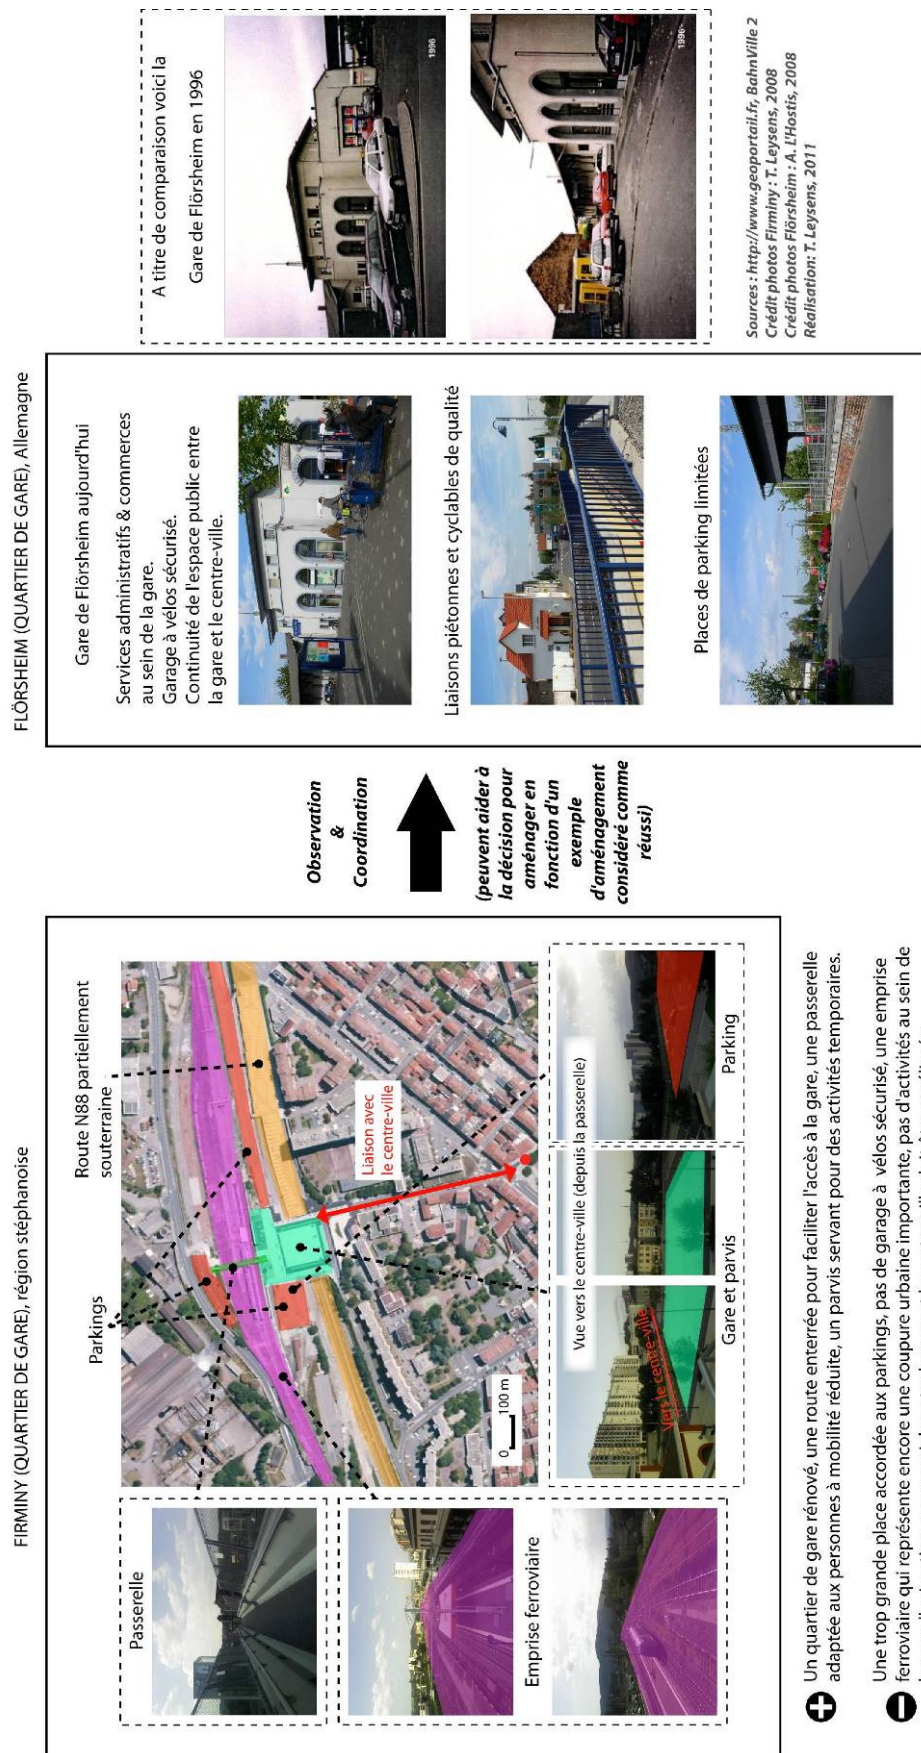 FIRMINY (QUARTIER DE GARE), région stéphanoise
Passerelle
Emprise ferroviaire
Parkings
Route N88 partiellement
souterraine
Liaison avec
le centre-ville
0 100 m
Vue vers le centre-ville (depuis la passerelle)
vers le centre-ville
Gare et parvis
Parking
Un quartier de gare rénové, une route enterrée pour faciliter l'accès à la gare, une passerelle
adaptée aux personnes à mobilité réduite, un parvis servant pour des activités temporaires.
Une trop grande place accordée aux parkings, pas de garage à vélos sécurisé, une emprise
ferroviaire qui représente encore une coupure urbaine importante, pas d'activités au sein de
Observation
&
Coordination
(peuvent aider à
la décision pour
aménager en
fonction d'un
exemple
d'aménagement
considéré comme
réussi)
FLÖRSHEIM (QUARTIER DE GARE), Allemagne
Gare de Flörsheim aujourd'hui
Services administratifs & commerces
au sein de la gare.
Garage à vélos sécurisé.
Continuité de l'espace public entre
la gare et le centre-ville.
Liaisons piétonnes et cyclables de qualité
Places de parking limitées
A titre de comparaison voici la
Gare de Flörsheim en 1996
1996
1996
Sources : http://www.geoportail.fr, BahnVille 2
Crédit photos Firminy : T. Leysens, 2008
Crédit photos Flörsheim : A. L'Hostis, 2008
Réalisation: T. Leysens, 2011